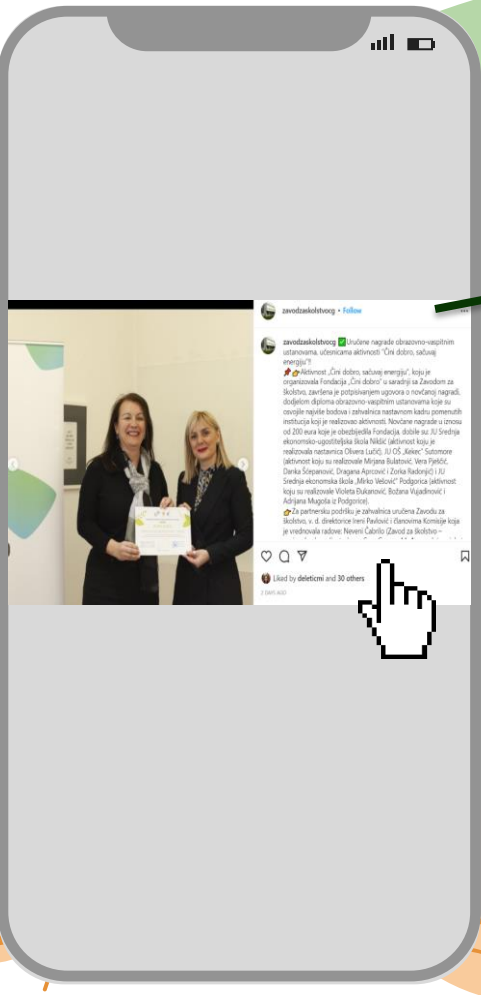 zavodzaskolstvocg • Follow
zavodzaskolstvocg ✅Uručene nagrade obrazovno-vaspitnim
ustanovama, učesnicama aktivnosti "Čini dobro, sačuvaj
energiju"!!
📌👉Aktivnost „Čini dobro, sačuvaj energiju", koju je
organizovala Fondacija „Čini dobro" u saradnji sa Zavodom za
školstvo, završena je potpisivanjem ugovora o novčanoj nagradi,
dodjelom diploma obrazovno-vaspitnim ustanovama koje su
osvojile najviše bodova i zahvalnica nastavnom kadru pomenutih
institucija koji je realizovao aktivnosti. Novčane nagrade u iznosu
od 200 eura koje je obezbijedila Fondacija, dobile su JU Srednja
ekonomsko-ugostiteljska škola Nikšić (aktivnost koju je
realizovala nastavnica Olivera Lučić), JU OŠ „Kekec" Sutomore
(aktivnost koju su realizovale Mirjana Bulatović, Vera Pješčić,
Danka Šćepanović, Dragana Aprcović i Zorka Radonjić) i JU
Srednja ekonomska škola „Mirko Vešović" Podgorica (aktivnost
koju su realizovale Violeta Đukanović, Božana Vujadinović i
Adrijana Mugoša iz Podgorice).
👉Za partnersku podršku je zahvalnica uručena Zavodu za
školstvo, v. d. direktorice Ireni Pavlović i članovima Komisije koja
je vrednovala radove: Neveni Čabrilo (Zavod za školstvo –
Liked by deleticmi and 30 others
2 DAYS AGO